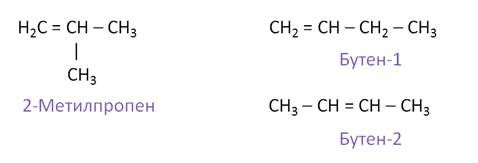 H₂C = CH – CH₃
|
CH₃
2-Метилпропен
CH₂ = CH – CH₂ – CH₃
Бутен-1
CH₃ – CH = CH – CH₃
Бутен-2